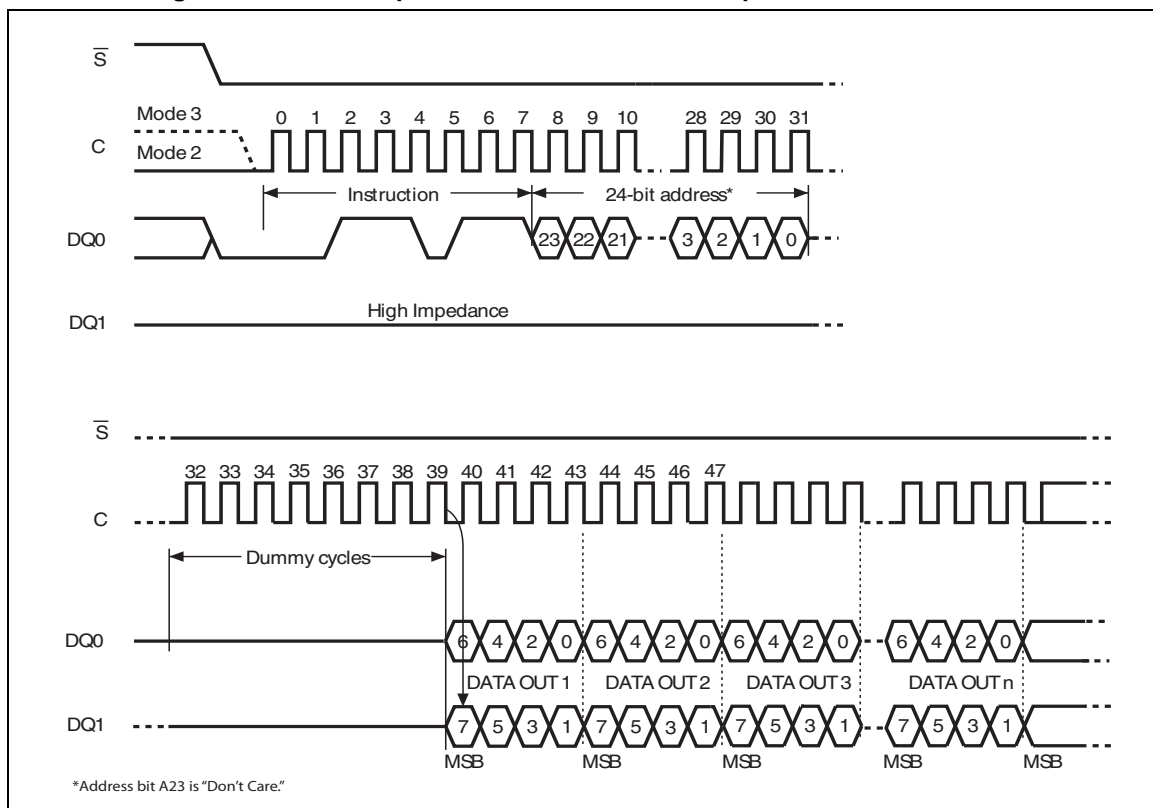 S
Mode 3
0 1 2 3 4 5 6 7 8 9 10 28 29 30 31
C
Mode 2
Instruction 24-bit address*
DQ0 23 22 21 3 2 1 0
High Impedance
DQ1
S
32 33 34 35 36 37 38 39 40 41 42 43 44 45 46 47
C
Dummy cycles
DQ0 6 4 2 0 6 4 2 0 6 4 2 0 6 4 2 0
DATA OUT 1 DATA OUT 2 DATA OUT 3 DATA OUT n
DQ1 7 5 3 1 7 5 3 1 7 5 3 1 7 5 3 1
MSB MSB MSB MSB MSB
*Address bit A23 is “Don’t Care.”